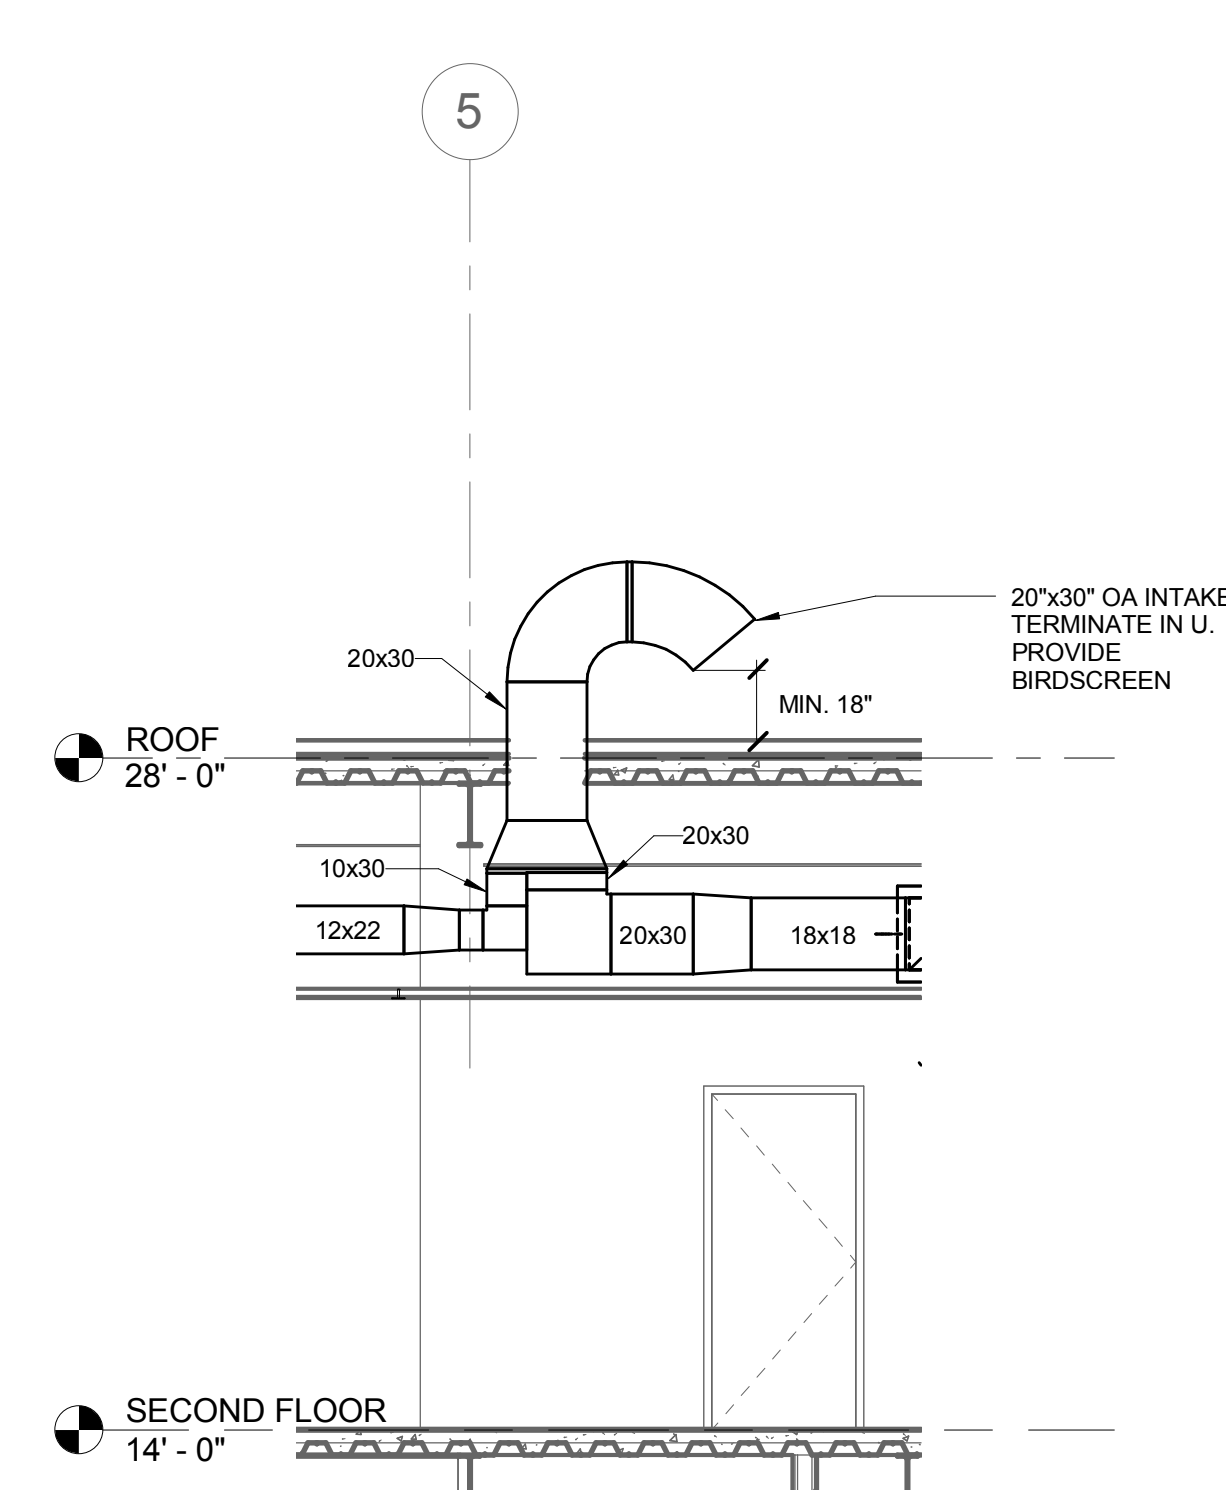 5
20"x30" OA INTAKE
TERMINATE IN U.
PROVIDE
BIRDSCREEN
20x30
MIN. 18"
ROOF
28' - 0"
20x30
10x30
12x22
20x30
18x18
SECOND FLOOR
14' - 0"